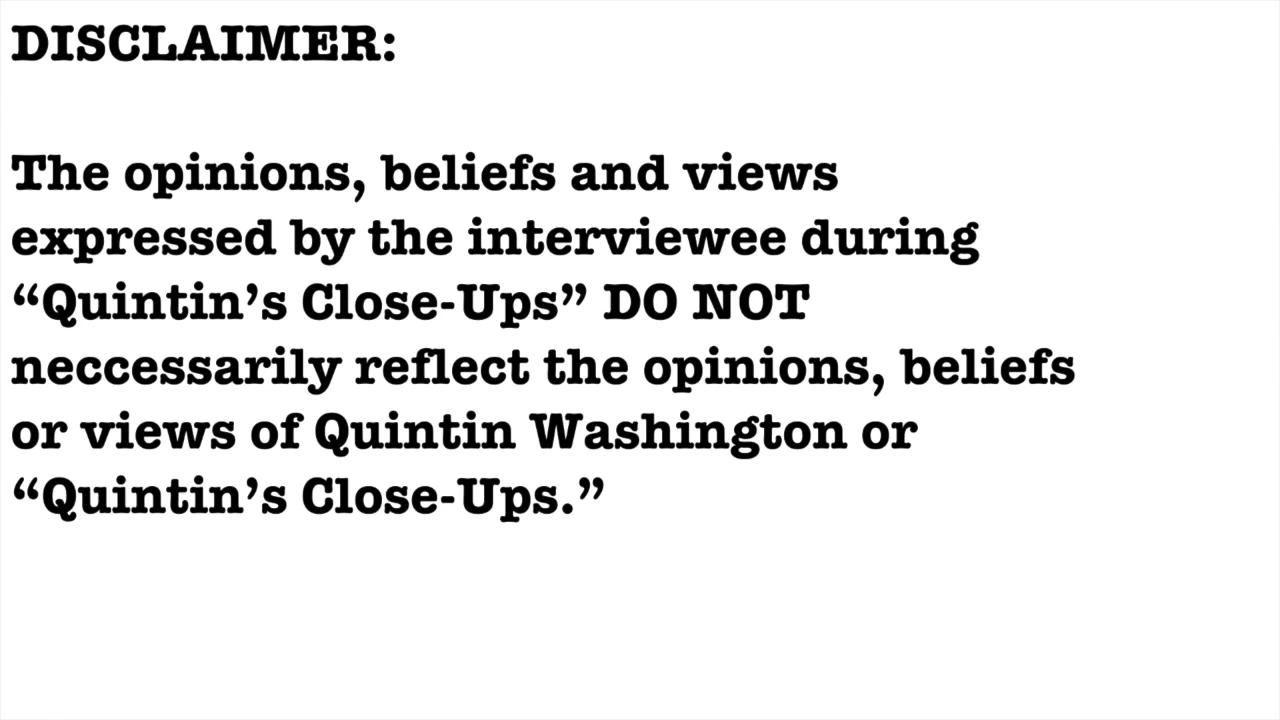 DISCLAIMER:
The opinions, beliefs and views
expressed by the interviewee during
“Quintin’s Close-Ups” DO NOT
neccessarily reflect the opinions, beliefs
or views of Quintin Washington or
“Quintin’s Close-Ups.”